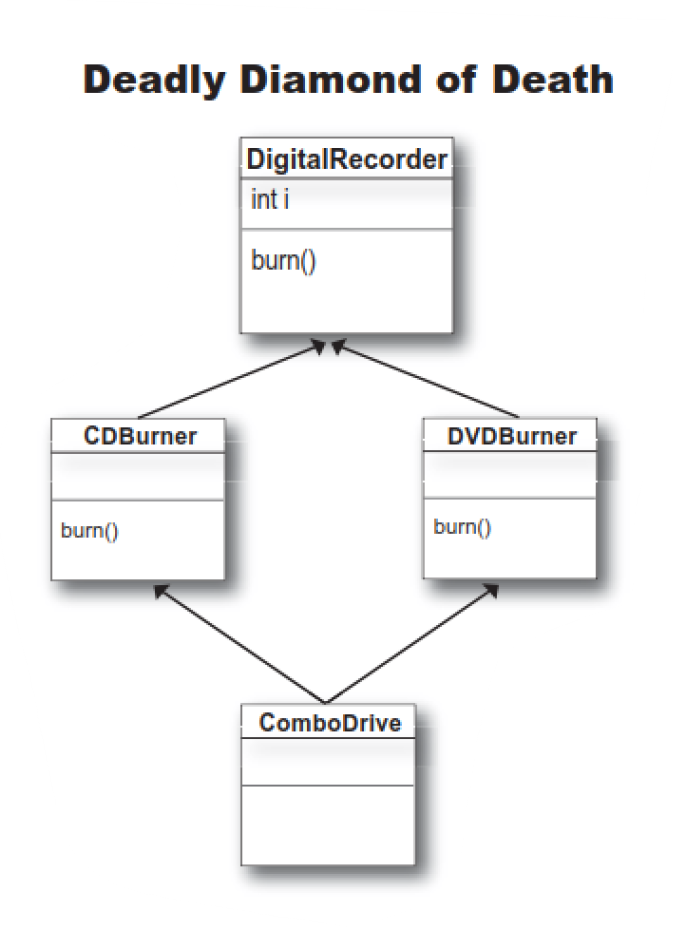 Deadly Diamond of Death
DigitalRecorder
int i
burn()
CDBurner
burn()
DVDBurner
burn()
ComboDrive